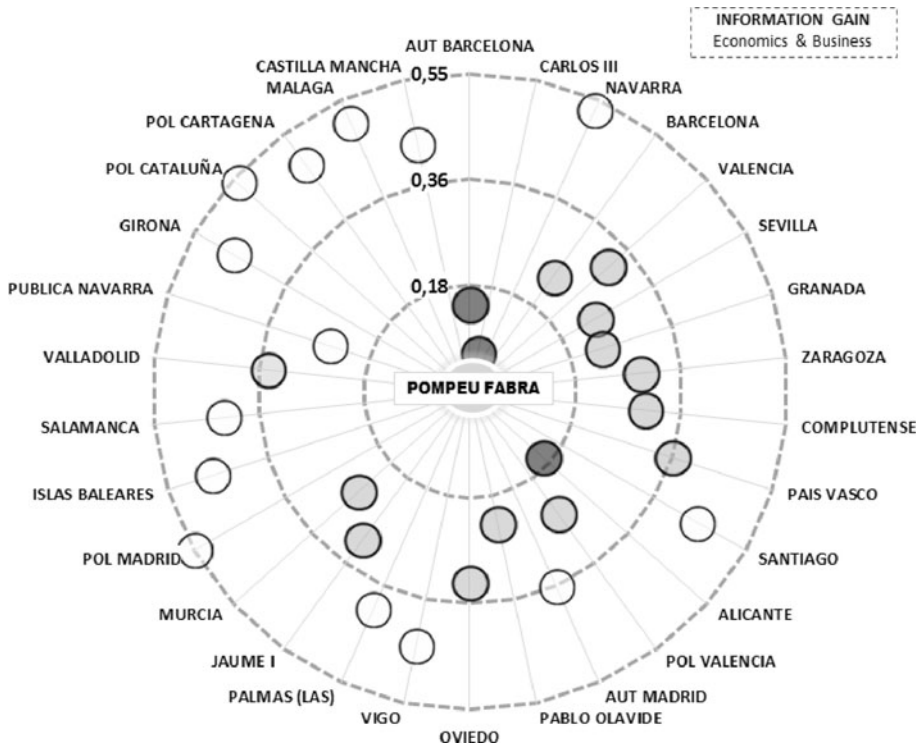 INFORMATION GAIN
Economics & Business
AUT BARCELONA
CARLOS III
NAVARRA
BARCELONA
VALENCIA
SEVILLA
GRANADA
ZARAGOZA
COMPLUTENSE
PAIS VASCO
SANTIAGO
ALICANTE
POL VALENCIA
AUT MADRID
PABLO OLAVIDE
OVIEDO
VIGO
PALMAS (LAS)
JAUME I
MURCIA
POL MADRID
ISLAS BALEARES
SALAMANCA
VALLADOLID
PUBLICA NAVARRA
GIRONA
POL CATALUÑA
POL CARTAGENA
MALAGA
CASTILLA MANCHA
0,55
0,36
0,18
POMPEU FABRA